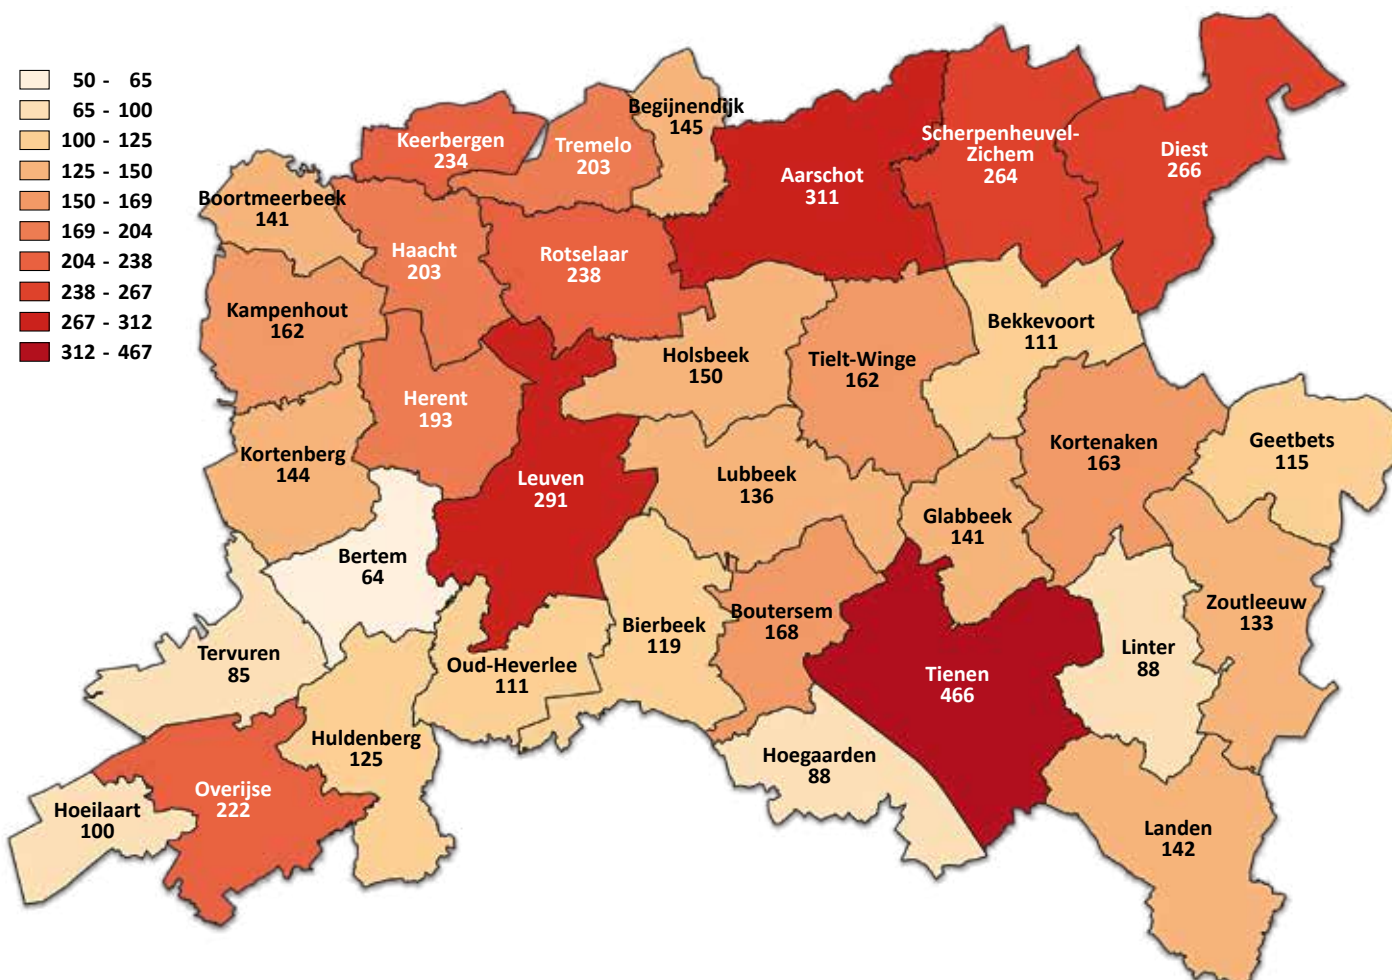 50 - 65
65 - 100
100 - 125
125 - 150
150 - 169
169 - 204
204 - 238
238 - 267
267 - 312
312 - 467
Begijnendijk
145
Keerbergen
234
Tremelo
203
Scherpenheuvel-
Zichem
264
Diest
266
Aarschot
311
Boortmeerbeek
141
Haacht
203
Rotselaar
238
Kampenhout
162
Bekkevoort
111
Holsbeek
150
Tielt-Winge
162
Herent
193
Kortenberg
144
Kortenaken
163
Geetbets
115
Leuven
291
Lubbeek
136
Glabbeek
141
Bertem
64
Boutersem
168
Zoutleeuw
133
Bierbeek
119
Tervuren
85
Oud-Heverlee
111
Linter
88
Tienen
466
Huldenberg
125
Hoegaarden
88
Overijse
222
Hoeilaart
100
Landen
142